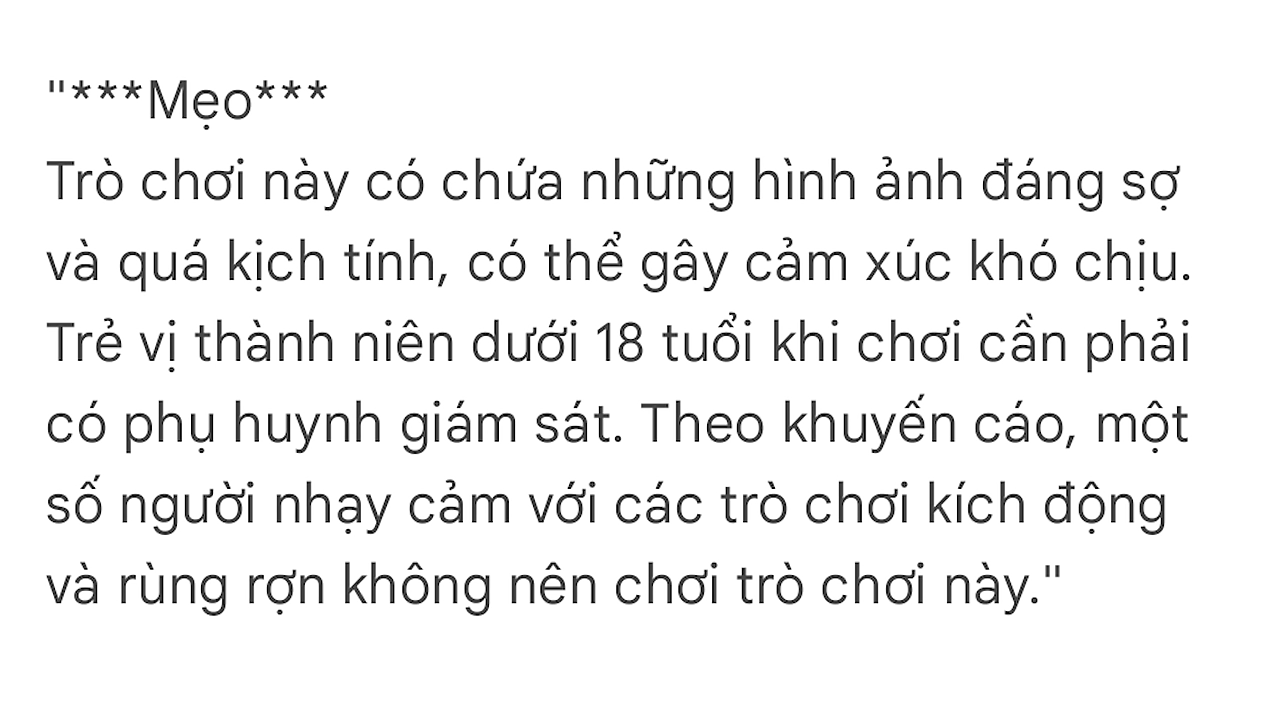 "***Mẹo***
Trò chơi này có chứa những hình ảnh đáng sợ
và quá kịch tính, có thể gây cảm xúc khó chịu.
Trẻ vị thành niên dưới 18 tuổi khi chơi cần phải
có phụ huynh giám sát. Theo khuyến cáo, một
số người nhạy cảm với các trò chơi kích động
và rùng rợn không nên chơi trò chơi này."